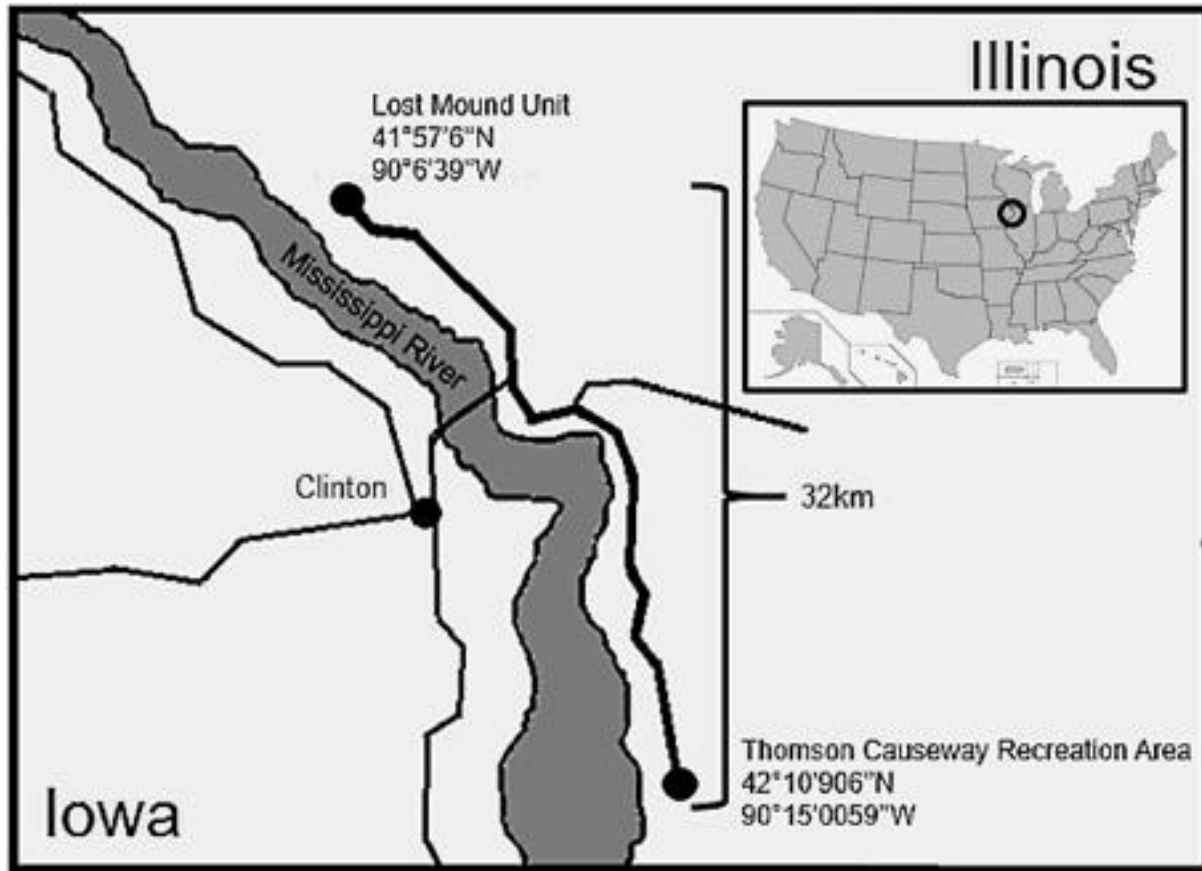 Illinois
Lost Mound Unit
41°57'6"N
90°6'39"W
Mississippi River
Clinton
32km
Thomson Causeway Recreation Area
42°10'906"N
90°15'0059"W
Iowa